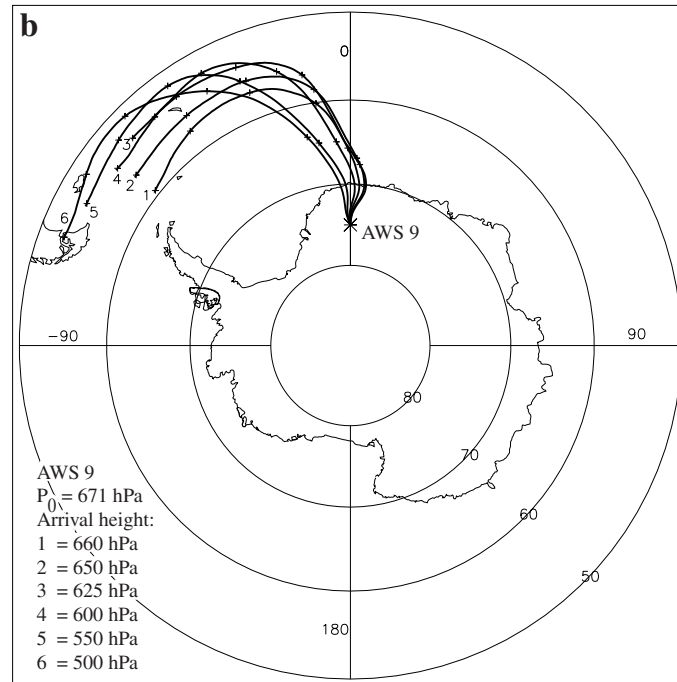 b
0
3
4
2
1
6
5
AWS 9
−90
90
80
70
60
50
180
AWS 9
P0 = 671 hPa
Arrival height:
1 = 660 hPa
2 = 650 hPa
3 = 625 hPa
4 = 600 hPa
5 = 550 hPa
6 = 500 hPa